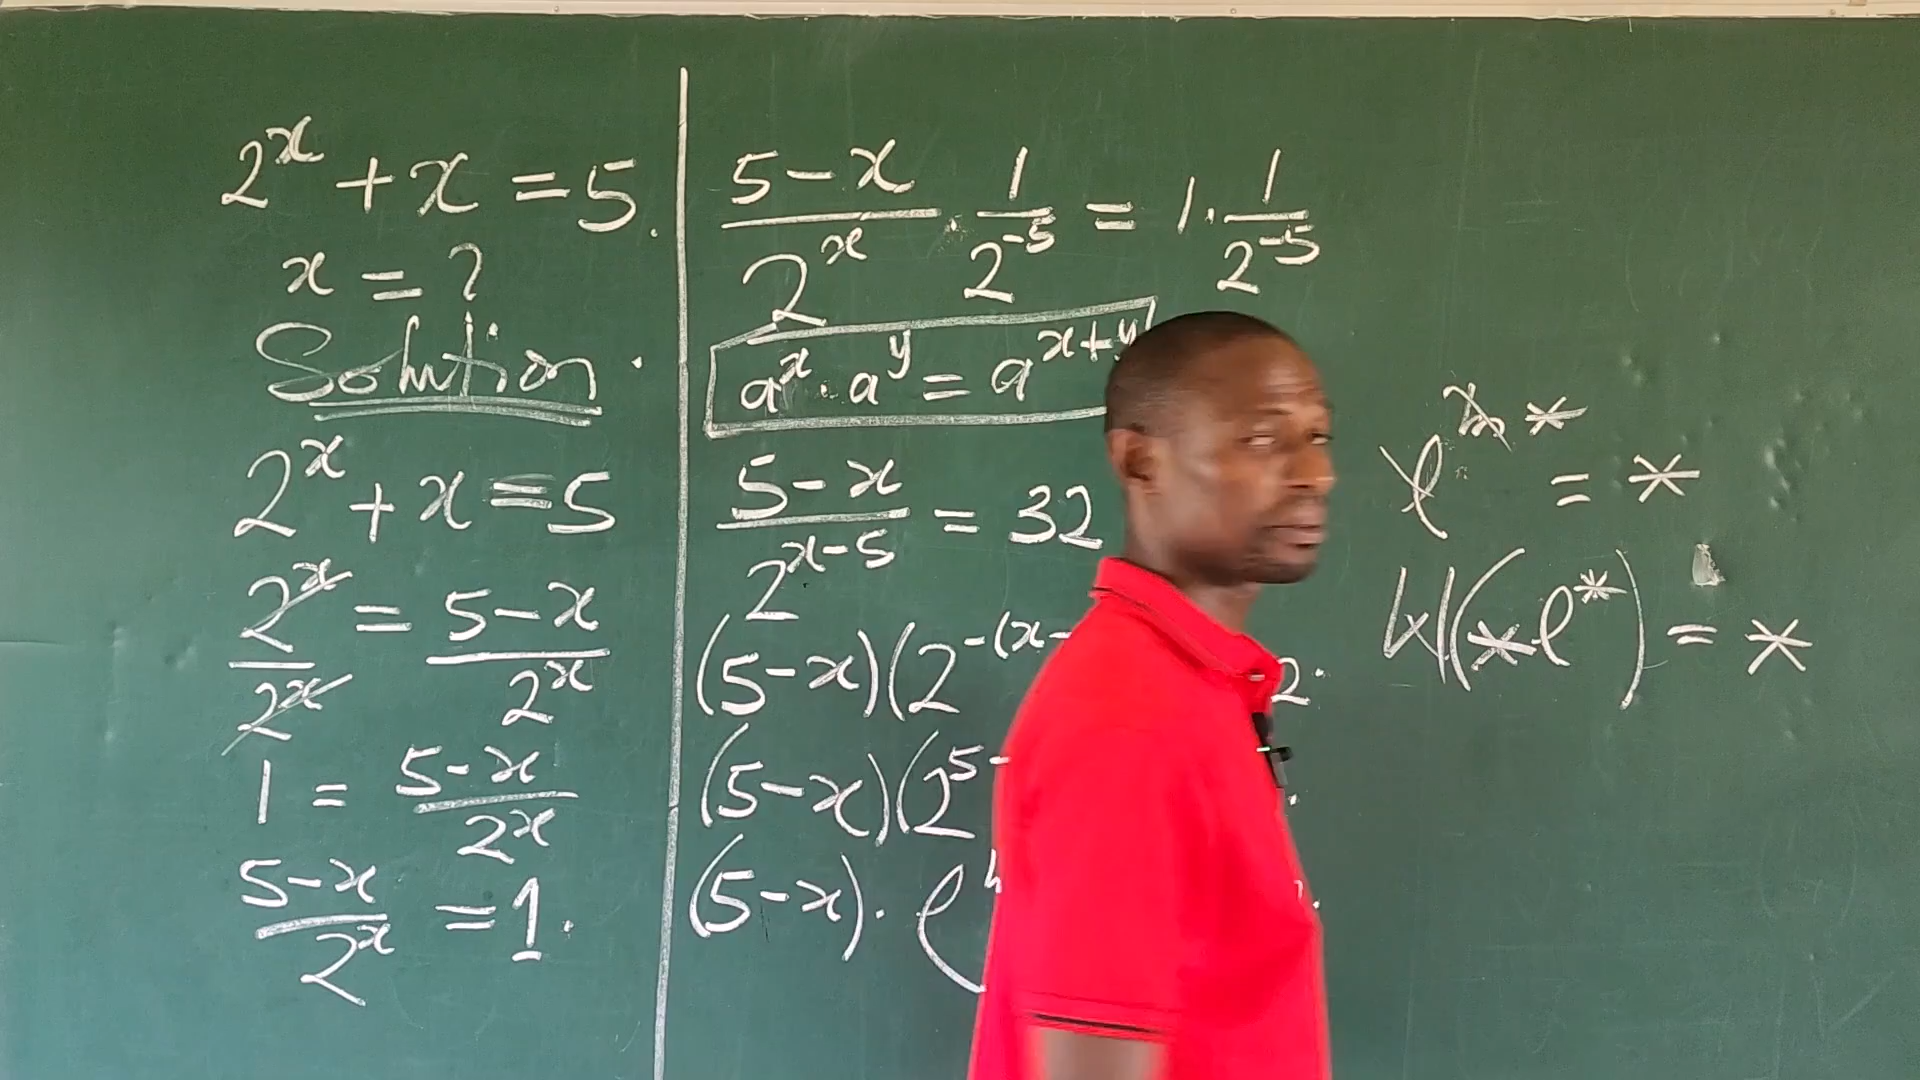 2^x + x = 5.
x = ?
Solution.
2^x + x = 5
2^x/2^x = (5-x)/2^x
1 = (5-x)/2^x
(5-x)/2^x = 1.
(5-x)/2^x . 1/2^-5 = 1 . 1/2^-5
a^x . a^y = a^x+y
(5-x)/2^x-5 = 32
(5-x)(2^-(x- 2.
(5-x)(2^5-
(5-x). e
e^* = *
W(*e^*) = *